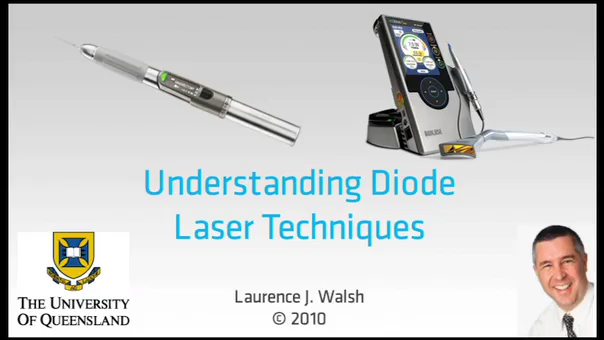 Understanding Diode
Laser Techniques
THE UNIVERSITY
OF QUEENSLAND
Laurence J. Walsh
© 2010